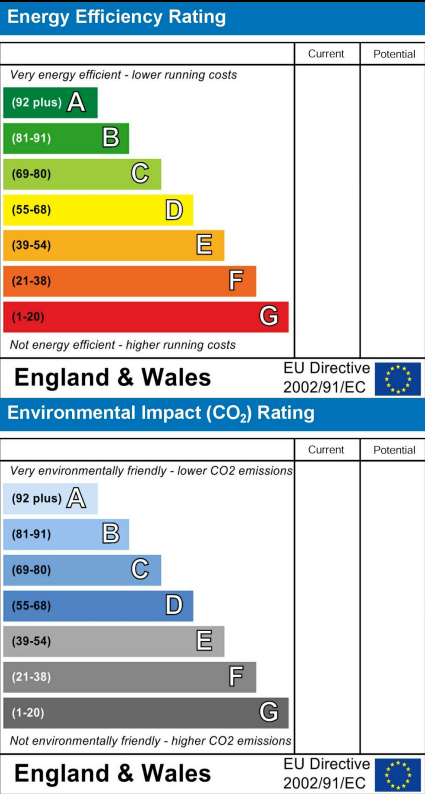 Energy Efficiency Rating
Current Potential
Very energy efficient - lower running costs
(92 plus) A
(81-91) B
(69-80) C
(55-68) D
(39-54) E
(21-38) F
(1-20) G
Not energy efficient - higher running costs
England & Wales
EU Directive
2002/91/EC
Environmental Impact (CO₂) Rating
Current Potential
Very environmentally friendly - lower CO2 emissions
(92 plus) A
(81-91) B
(69-80) C
(55-68) D
(39-54) E
(21-38) F
(1-20) G
Not environmentally friendly - higher CO2 emissions
England & Wales
EU Directive
2002/91/EC